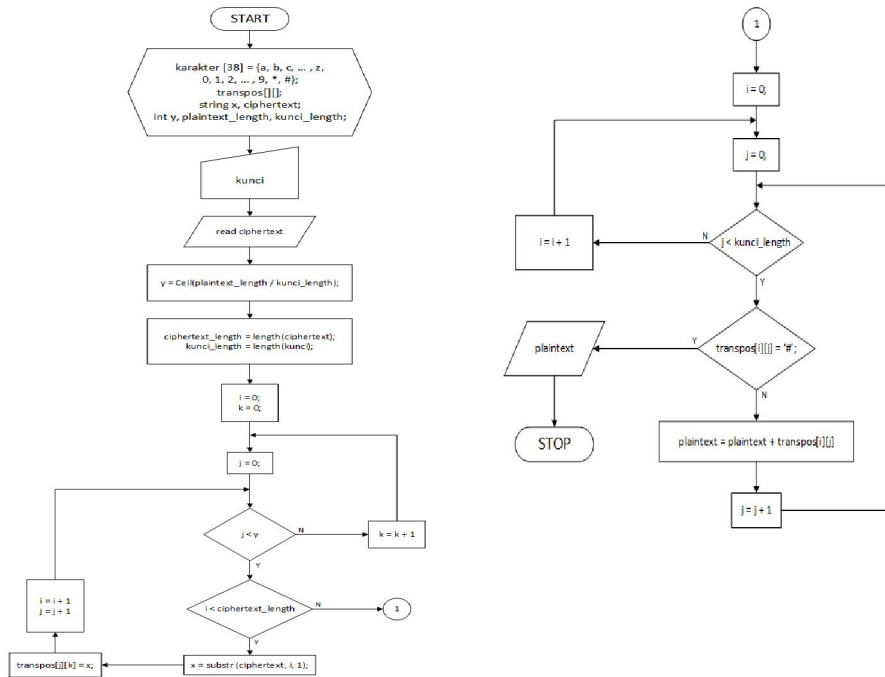 START
karakter [38] = {a, b, c, ... , z,
0, 1, 2, ... , 9, *, #};
transpos[][];
string x, ciphertext;
int y, plaintext_length, kunci_length;
kunci
read ciphertext
y = Ceil(plaintext_length / kunci_length);
ciphertext_length = length(ciphertext);
kunci_length = length(kunci);
i = 0;
k = 0;
j = 0;
j < y
N
k = k + 1
Y
i < ciphertext_length
N
1
Y
x = substr (ciphertext, i, 1);
transpos[j][k] = x;
i = i + 1
j = j + 1
1
i = 0;
j = 0;
j < kunci_length
N
i = i + 1
Y
transpos[i][j] = '#';
Y
plaintext
STOP
N
plaintext = plaintext + transpos[i][j]
j = j + 1